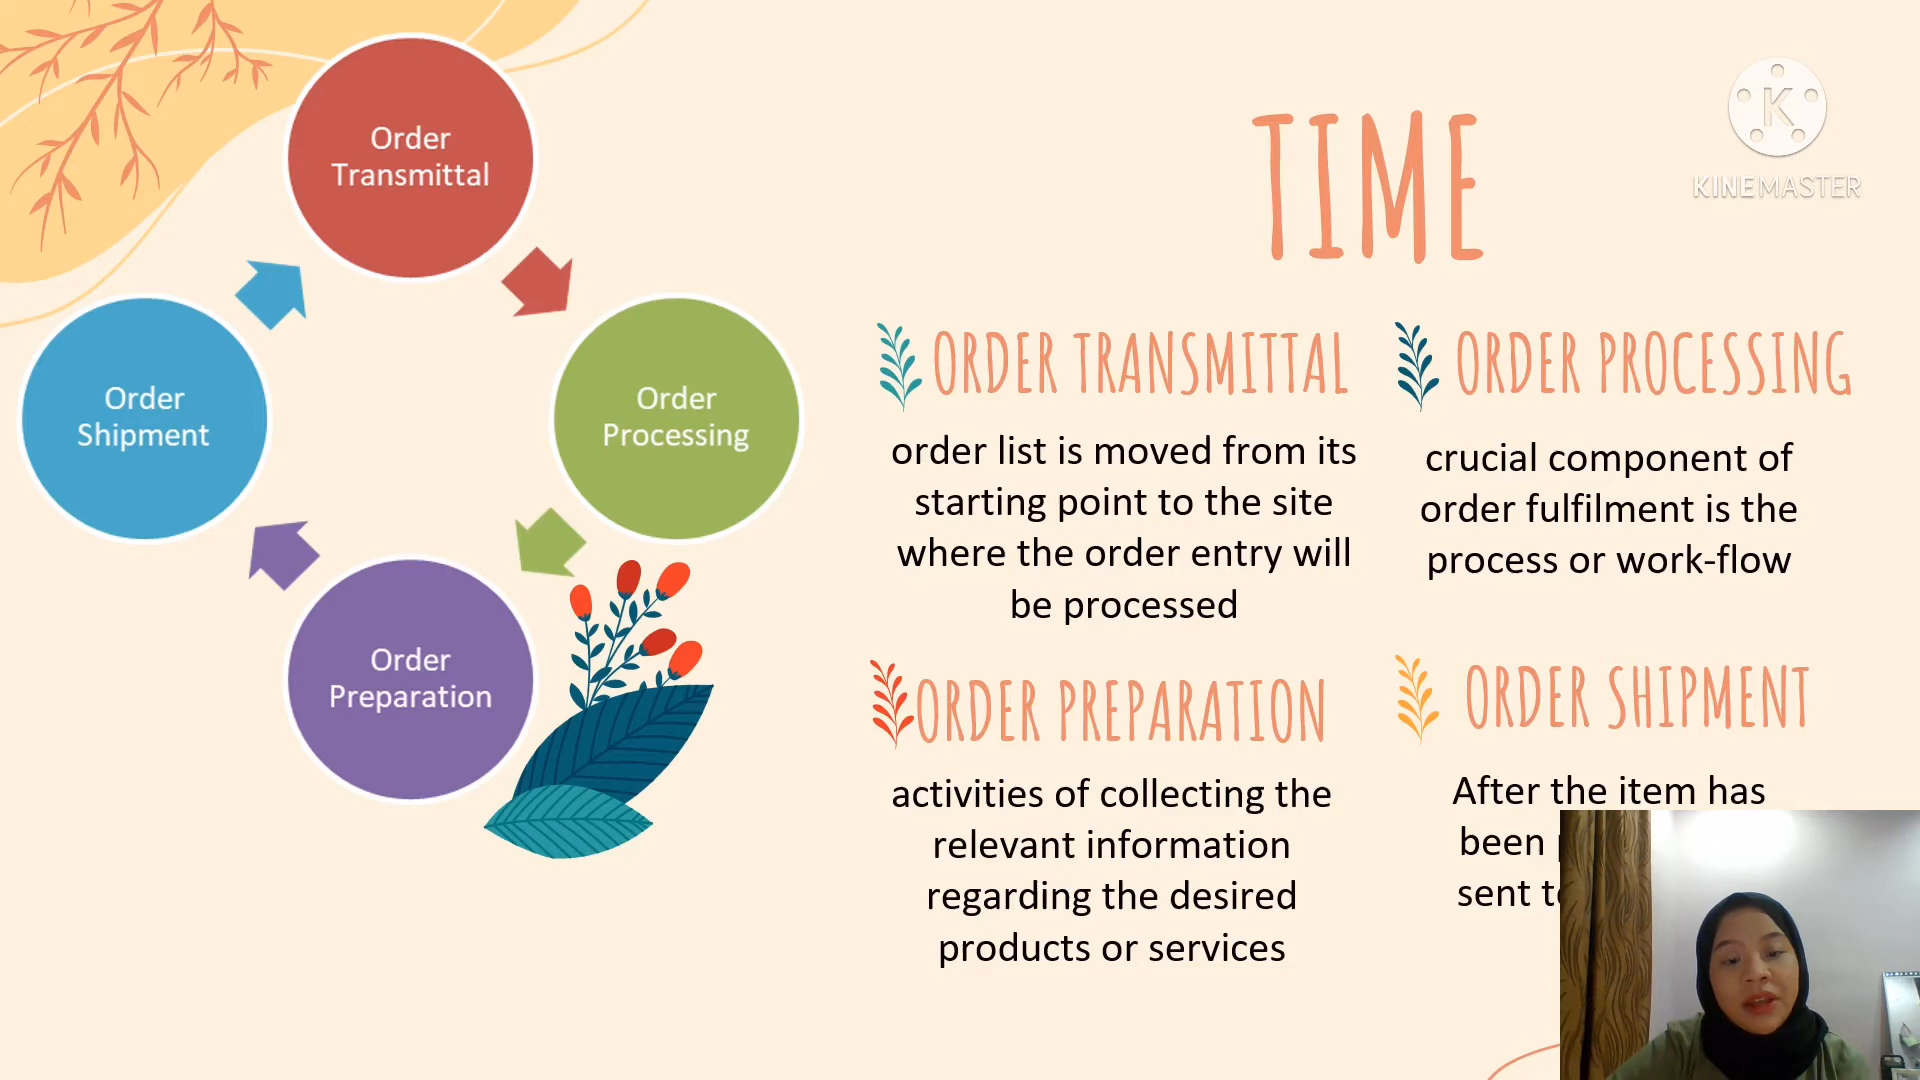 Order
Transmittal
Order
Processing
Order
Preparation
Order
Shipment
TIME
KINEMASTER
ORDER TRANSMITTAL
order list is moved from its
starting point to the site
where the order entry will
be processed
ORDER PROCESSING
crucial component of
order fulfilment is the
process or work-flow
ORDER PREPARATION
activities of collecting the
relevant information
regarding the desired
products or services
ORDER SHIPMENT
After the item has
been
sent